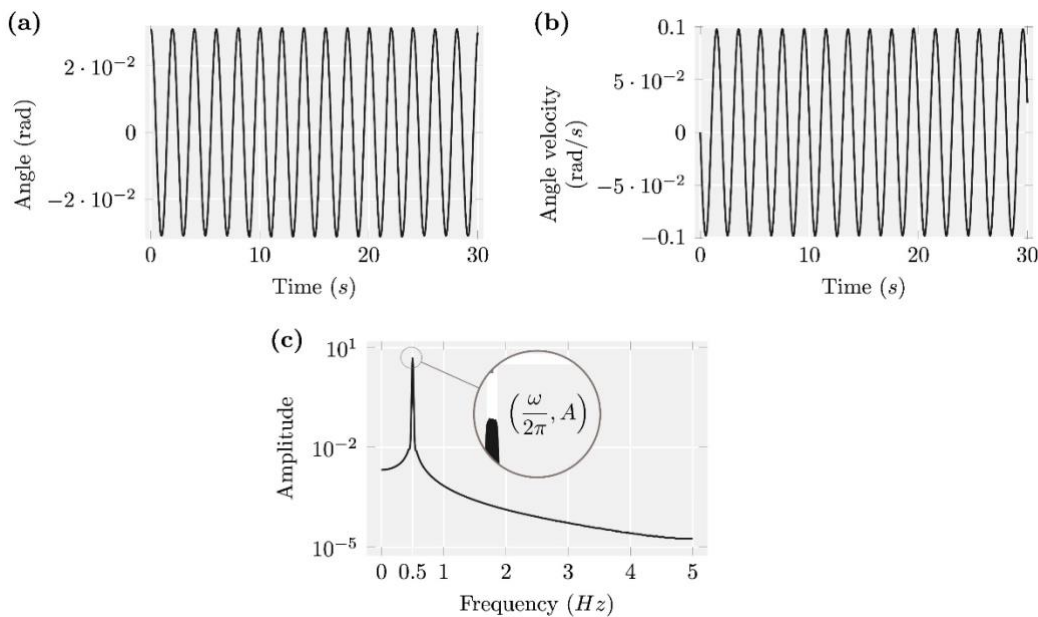 (a)
Angle (rad)
2 · 10⁻²
0
−2 · 10⁻²
0 10 20 30
Time (s)
(b)
Angle velocity
(rad/s)
0.1
5 · 10⁻²
0
−5 · 10⁻²
−0.1
0 10 20 30
Time (s)
(c)
Amplitude
10¹
10⁻²
10⁻⁵
(ω/2π, A)
0 0.5 1 2 3 4 5
Frequency (Hz)